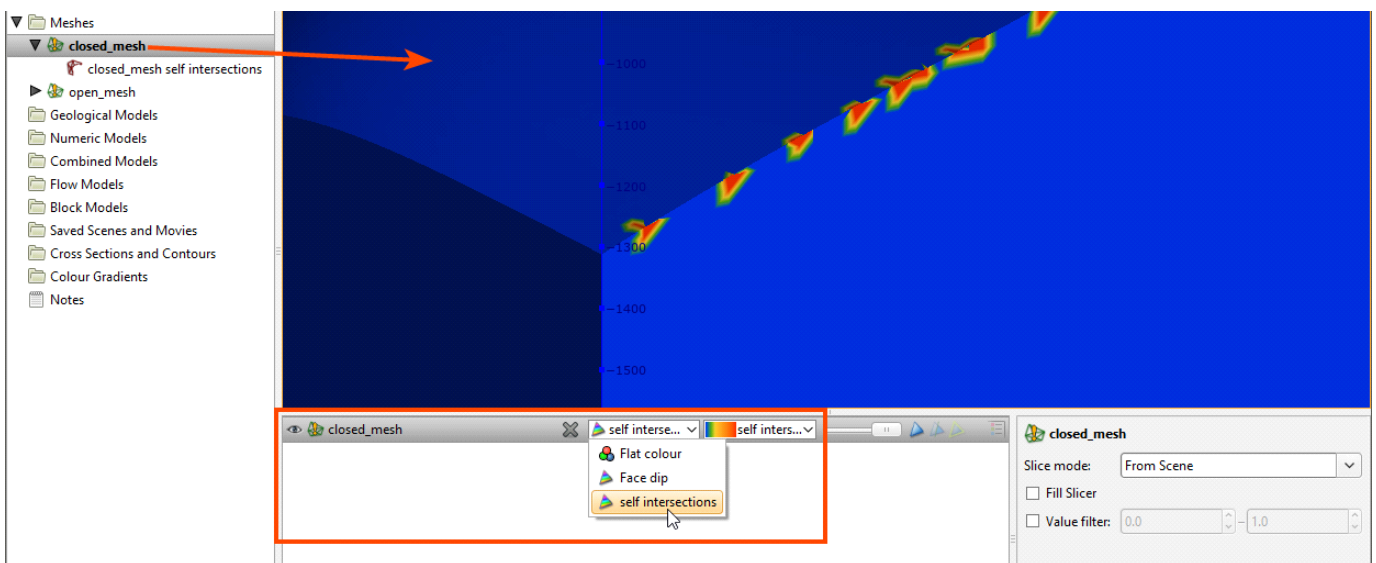 Meshes
closed_mesh
closed_mesh self intersections
open_mesh
Geological Models
Numeric Models
Combined Models
Flow Models
Block Models
Saved Scenes and Movies
Cross Sections and Contours
Colour Gradients
Notes
−1000
−1100
−1200
−1300
−1400
−1500
closed_mesh
self interse...
self inters...
Flat colour
Face dip
self intersections
closed_mesh
Slice mode: From Scene
Fill Slicer
Value filter: 0.0 – 1.0